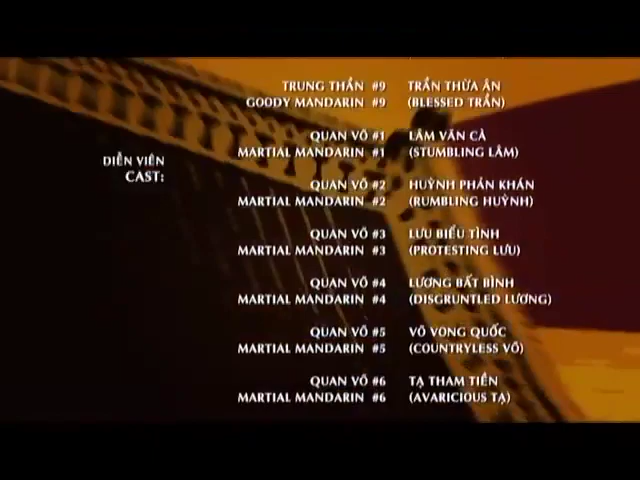 TRUNG THẦN #9 TRẦN THỪA ÂN
GOODY MANDARIN #9 (BLESSED TRẦN)
QUAN VÕ #1 LÂM VĂN CÀ
MARTIAL MANDARIN #1 (STUMBLING LÂM)
DIỄN VIÊN
CAST:
QUAN VÕ #2 HUỲNH PHẢN KHÁN
MARTIAL MANDARIN #2 (RUMBLING HUỲNH)
QUAN VÕ #3 LƯU BIỂU TÌNH
MARTIAL MANDARIN #3 (PROTESTING LƯU)
QUAN VÕ #4 LƯƠNG BẤT BÌNH
MARTIAL MANDARIN #4 (DISGRUNTLED LƯƠNG)
QUAN VÕ #5 VÕ VONG QUỐC
MARTIAL MANDARIN #5 (COUNTRYLESS VÕ)
QUAN VÕ #6 TẠ THAM TIỀN
MARTIAL MANDARIN #6 (AVARICIOUS TẠ)